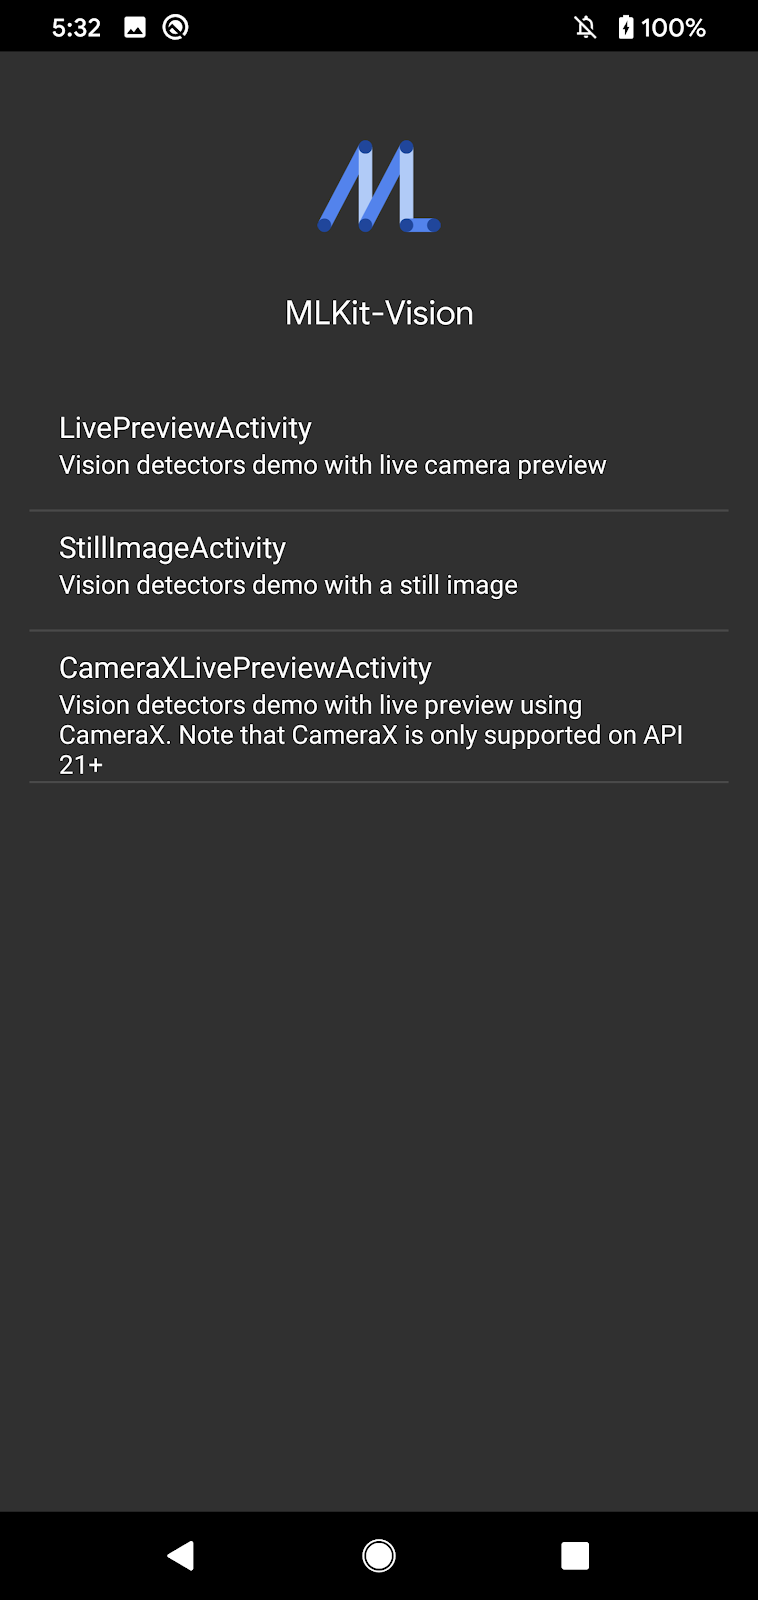 5:32 100%
MLKit-Vision
LivePreviewActivity
Vision detectors demo with live camera preview
StillImageActivity
Vision detectors demo with a still image
CameraXLivePreviewActivity
Vision detectors demo with live preview using
CameraX. Note that CameraX is only supported on API
21+